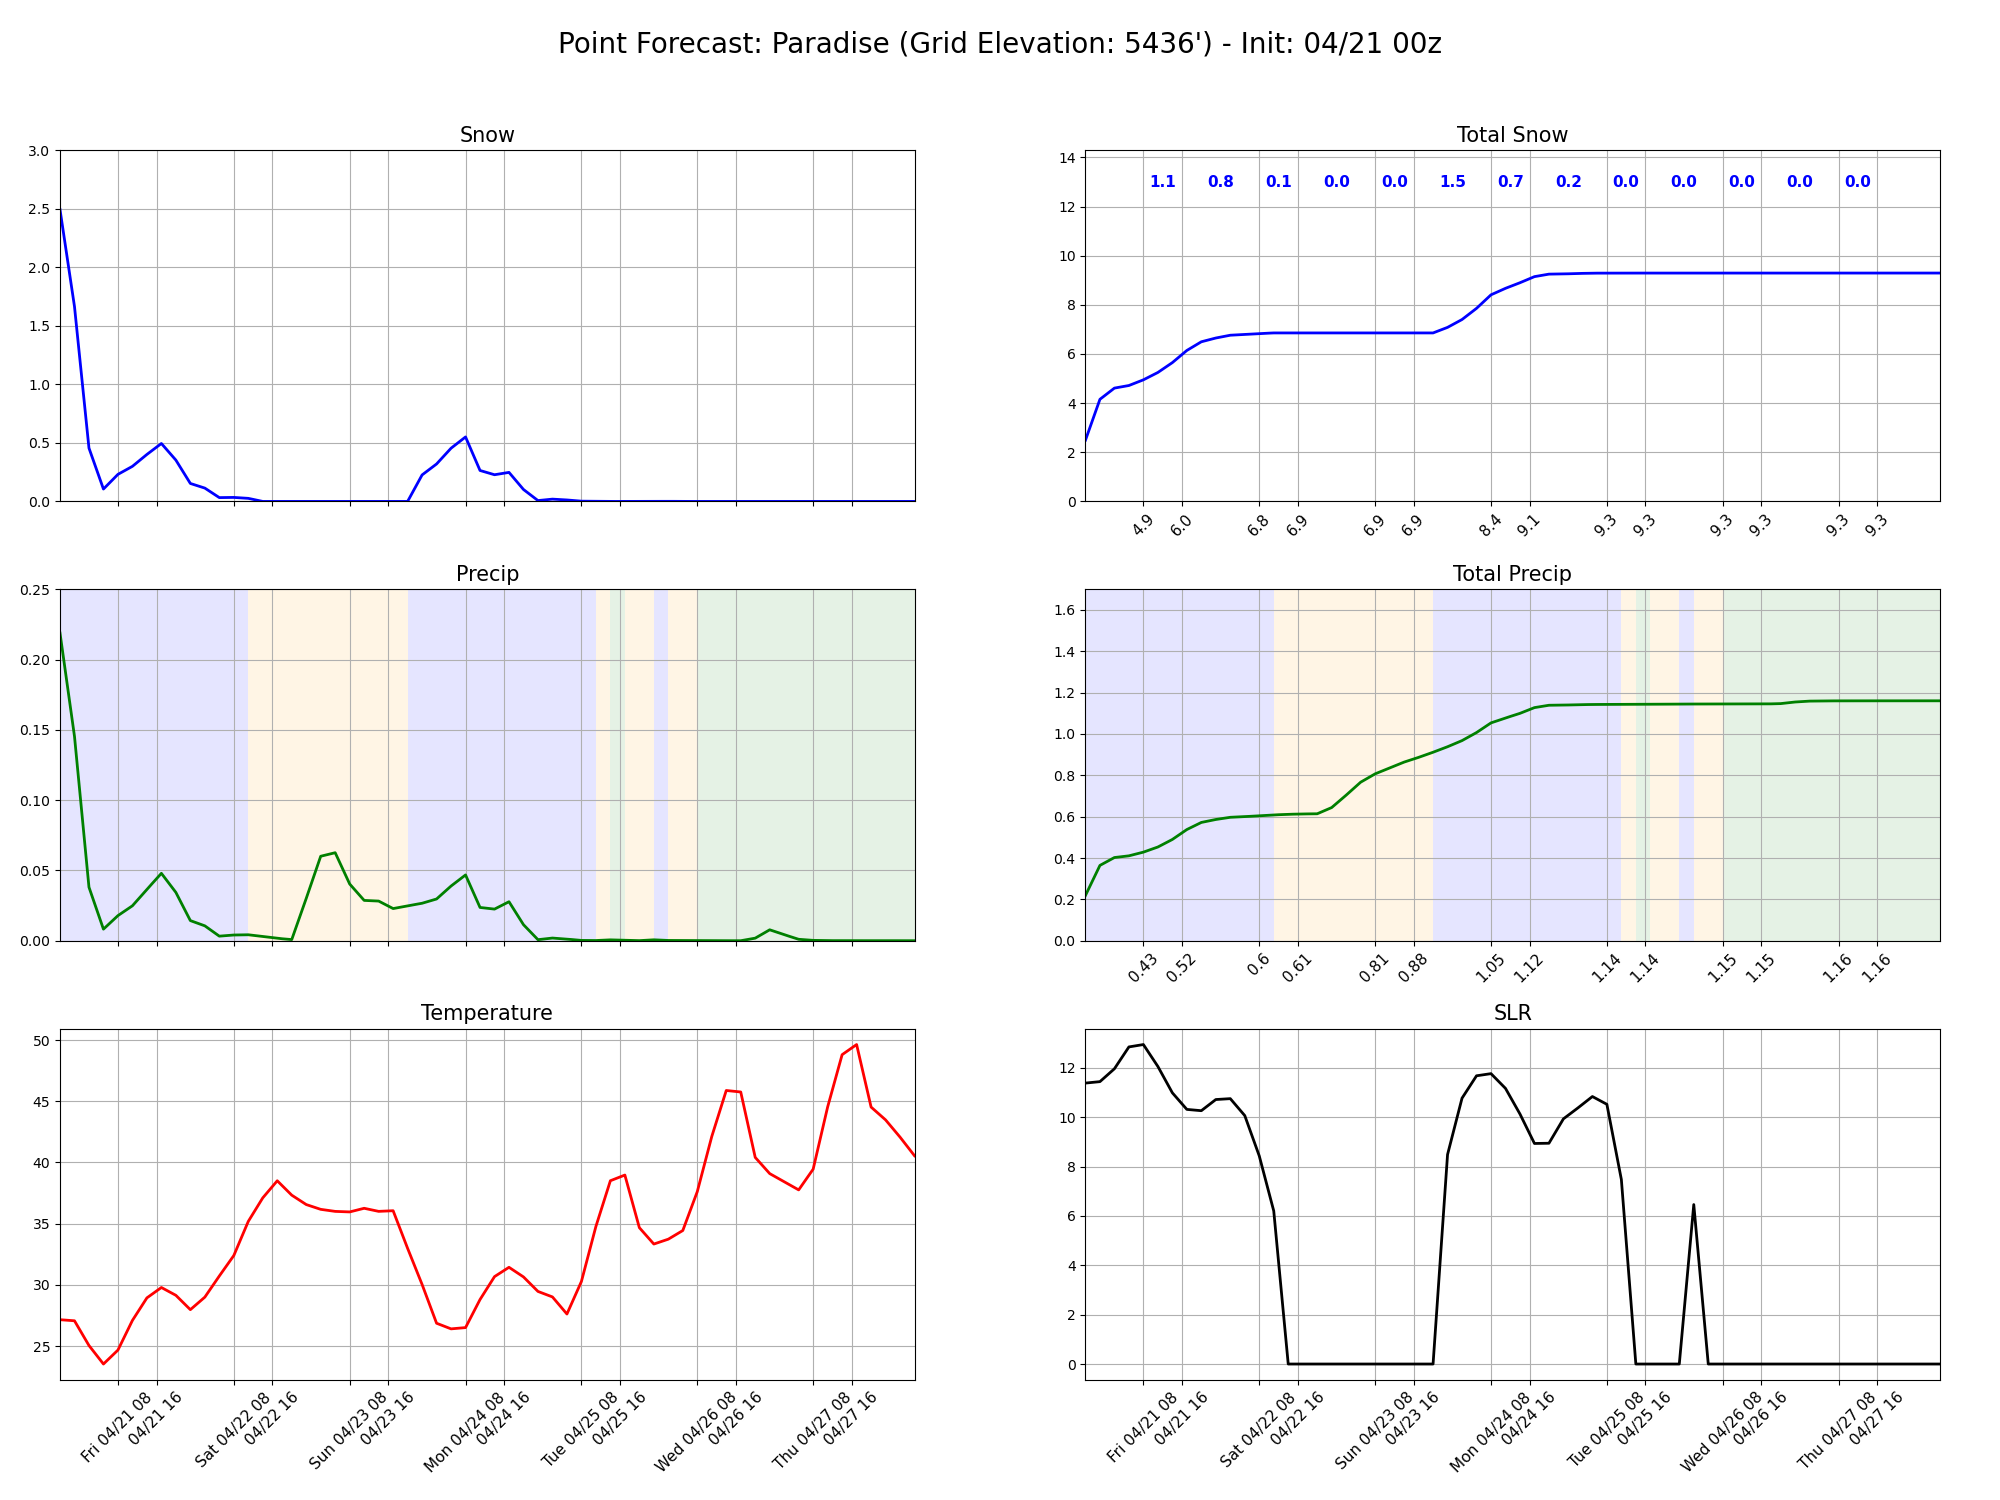 Point Forecast: Paradise (Grid Elevation: 5436') - Init: 04/21 00z
Snow
3.0
2.5
2.0
1.5
1.0
0.5
0.0
Total Snow
14
12
10
8
6
4
2
0
1.1 0.8 0.1 0.0 0.0 1.5 0.7 0.2 0.0 0.0 0.0 0.0 0.0
4.9 6.0 6.8 6.9 6.9 6.9 8.4 9.1 9.3 9.3 9.3 9.3 9.3 9.3
Precip
0.25
0.20
0.15
0.10
0.05
0.00
Total Precip
1.6
1.4
1.2
1.0
0.8
0.6
0.4
0.2
0.0
0.43 0.52 0.6 0.61 0.81 0.88 1.05 1.12 1.14 1.14 1.15 1.15 1.16 1.16
Temperature
50
45
40
35
30
25
Fri 04/21 08
04/21 16
Sat 04/22 08
04/22 16
Sun 04/23 08
04/23 16
Mon 04/24 08
04/24 16
Tue 04/25 08
04/25 16
Wed 04/26 08
04/26 16
Thu 04/27 08
04/27 16
SLR
12
10
8
6
4
2
0
Fri 04/21 08
04/21 16
Sat 04/22 08
04/22 16
Sun 04/23 08
04/23 16
Mon 04/24 08
04/24 16
Tue 04/25 08
04/25 16
Wed 04/26 08
04/26 16
Thu 04/27 08
04/27 16